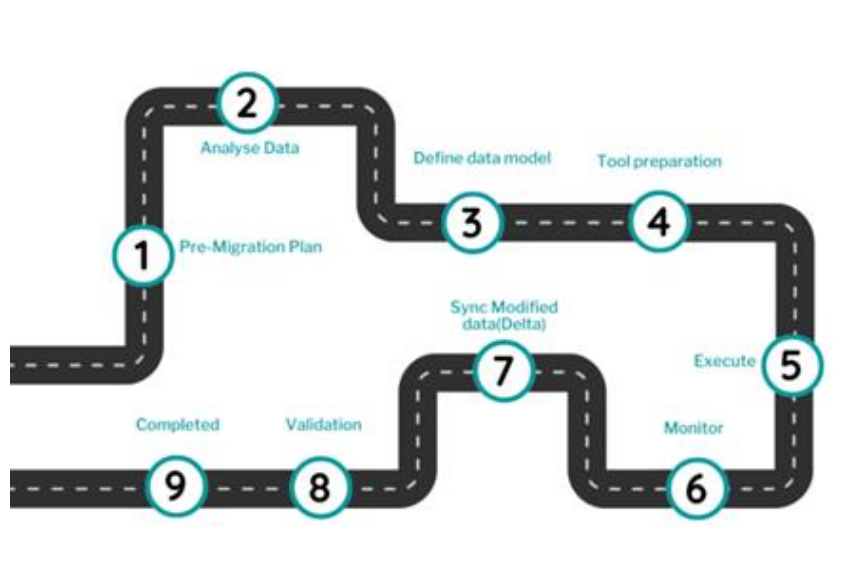 1
Pre-Migration Plan
2
Analyse Data
3
Define data model
4
Tool preparation
5
Execute
6
Monitor
7
Sync Modified
data(Delta)
8
Validation
9
Completed